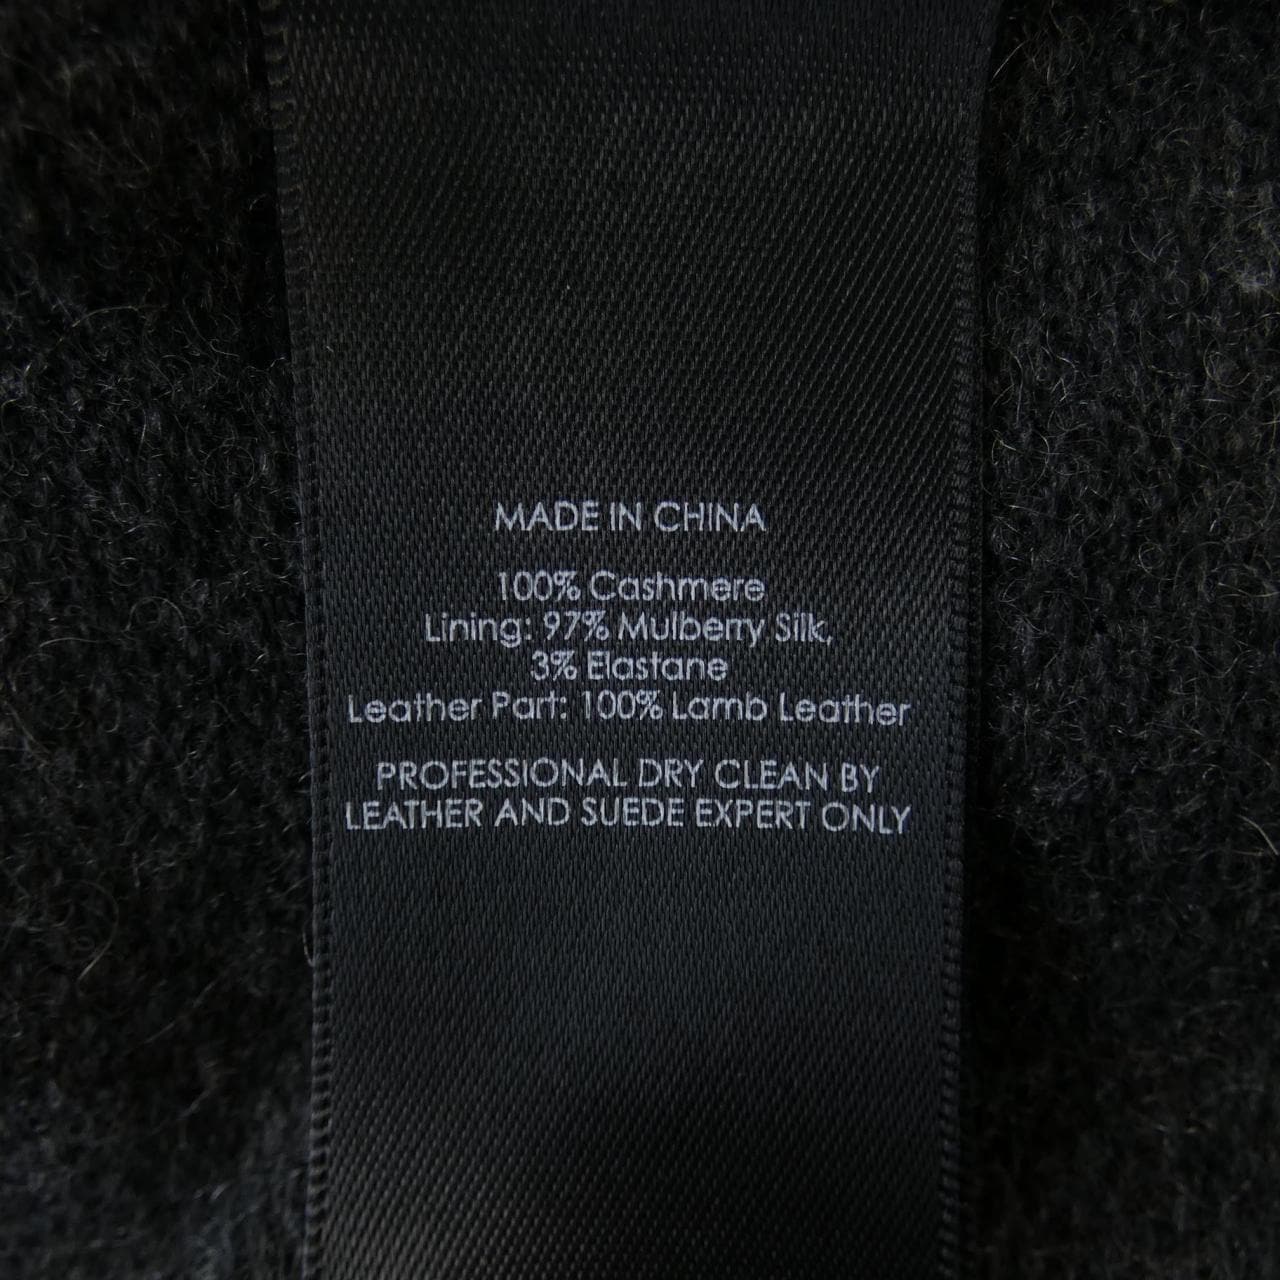 MADE IN CHINA
100% Cashmere
Lining: 97% Mulberry Silk,
3% Elastane
Leather Part: 100% Lamb Leather
PROFESSIONAL DRY CLEAN BY
LEATHER AND SUEDE EXPERT ONLY